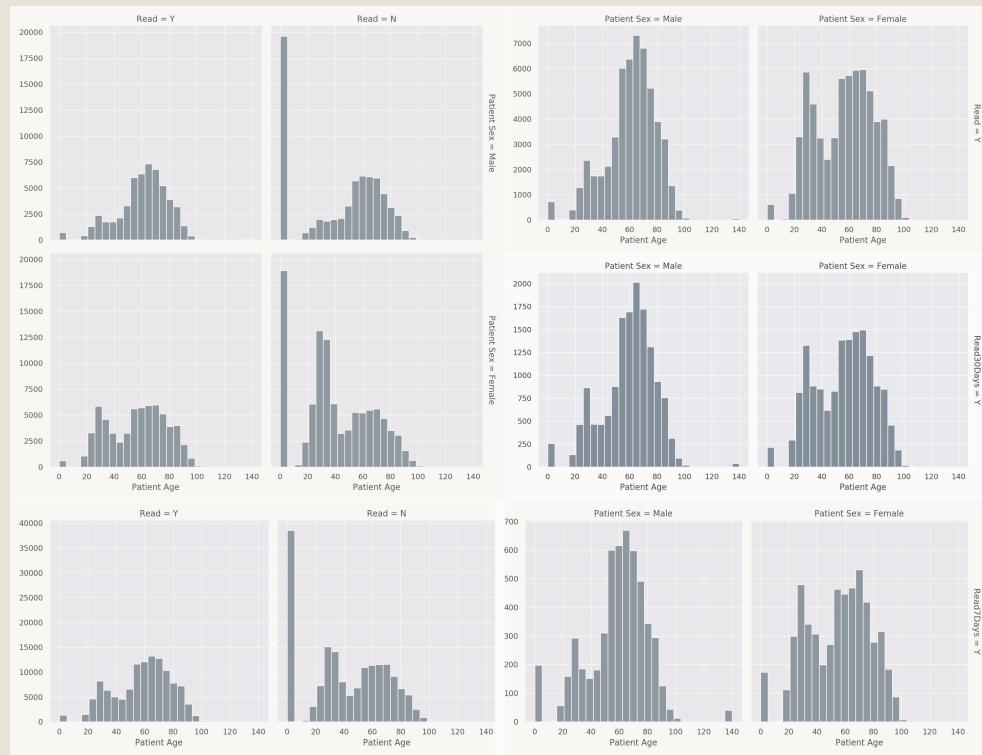 Read = Y
Read = N
20000
17500
15000
12500
10000
7500
5000
2500
0
Patient Sex = Male
20000
17500
15000
12500
10000
7500
5000
2500
0
0 20 40 60 80 100 120 140
Patient Age
0 20 40 60 80 100 120 140
Patient Age
Patient Sex = Female
Patient Sex = Male
Patient Sex = Female
7000
6000
5000
4000
3000
2000
1000
0
0 20 40 60 80 100 120 140
Patient Age
0 20 40 60 80 100 120 140
Patient Age
Read = Y
Patient Sex = Male
Patient Sex = Female
2000
1750
1500
1250
1000
750
500
250
0
0 20 40 60 80 100 120 140
Patient Age
0 20 40 60 80 100 120 140
Patient Age
Read30Days = Y
Read = Y
Read = N
40000
35000
30000
25000
20000
15000
10000
5000
0
0 20 40 60 80 100 120 140
Patient Age
0 20 40 60 80 100 120 140
Patient Age
Patient Sex = Male
Patient Sex = Female
700
600
500
400
300
200
100
0
0 20 40 60 80 100 120 140
Patient Age
0 20 40 60 80 100 120 140
Patient Age
Read7Days = Y